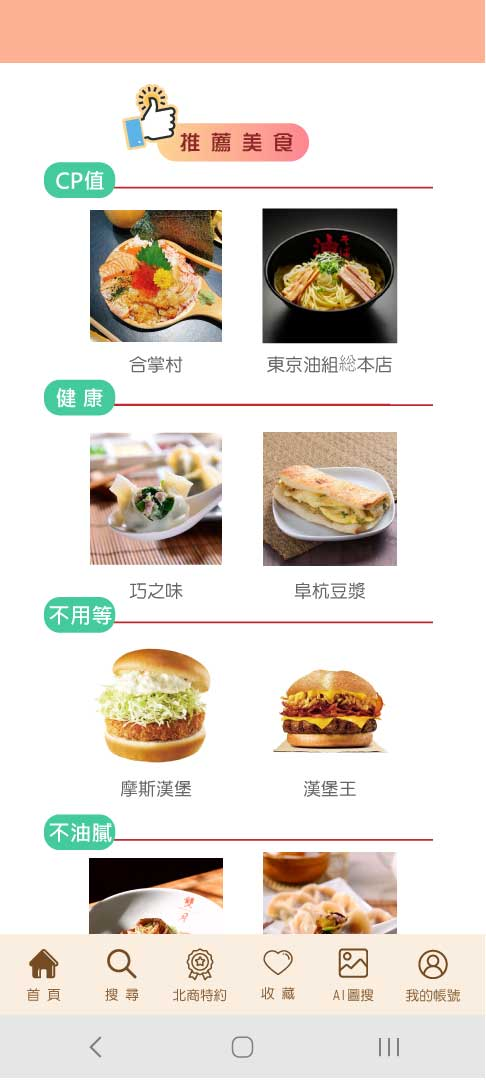 推薦美食
CP值
合掌村
東京油組総本店
健康
巧之味
阜杭豆漿
不用等
摩斯漢堡
漢堡王
不油膩
雙月
首頁
搜尋
北商特約
收藏
AI圖搜
我的帳號